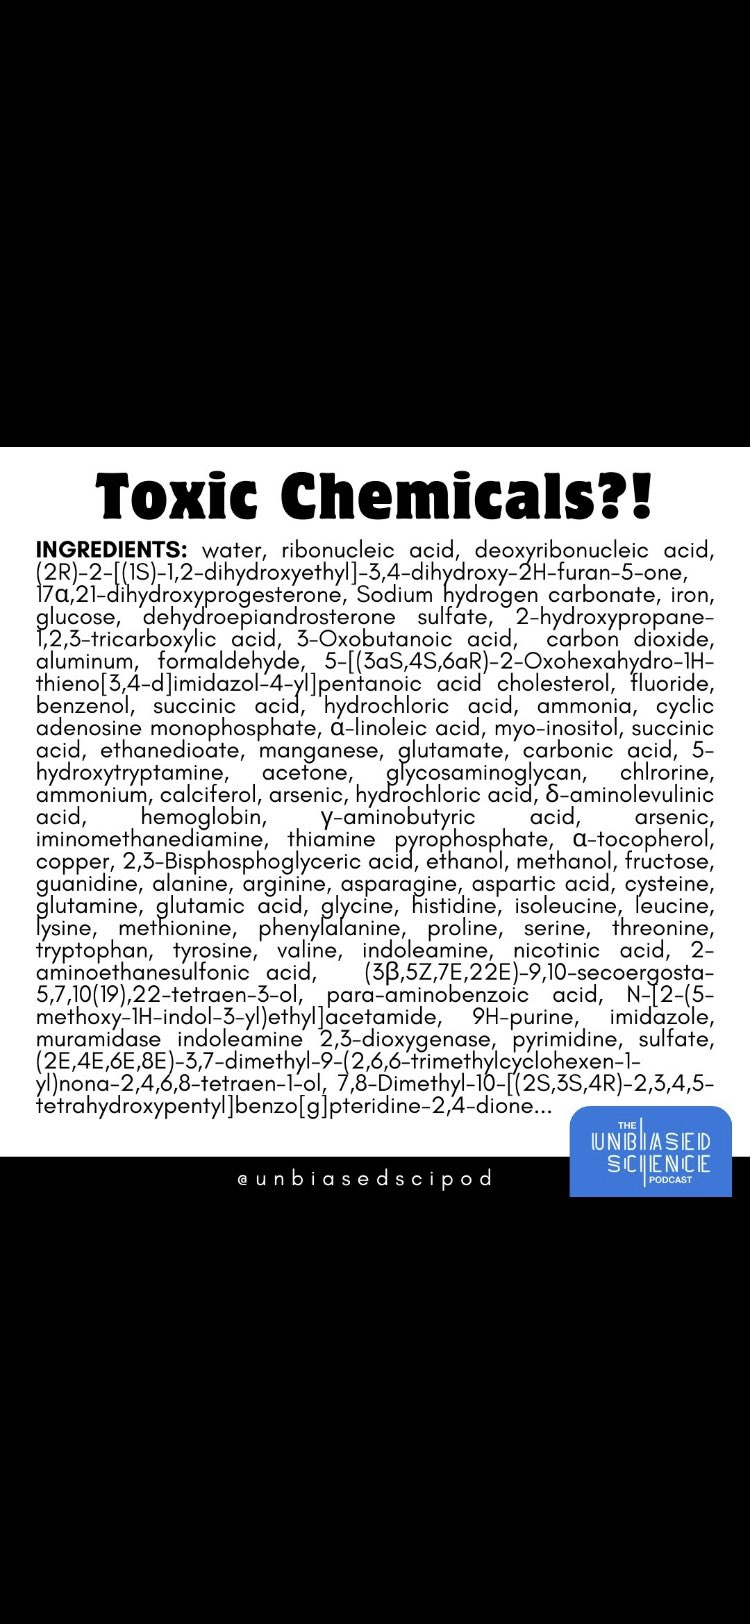 Toxic Chemicals?!
INGREDIENTS: water, ribonucleic acid, deoxyribonucleic acid,
(2R)-2-[(1S)-1,2-dihydroxyethyl]-3,4-dihydroxy-2H-furan-5-one,
17α,21-dihydroxyprogesterone, Sodium hydrogen carbonate, iron,
glucose, dehydroepiandrosterone sulfate, 2-hydroxypropane-
1,2,3-tricarboxylic acid, 3-Oxobutanoic acid, carbon dioxide,
aluminum, formaldehyde, 5-[(3aS,4S,6aR)-2-Oxohexahydro-1H-
thieno[3,4-d]imidazol-4-yl]pentanoic acid cholesterol, fluoride,
benzenol, succinic acid, hydrochloric acid, ammonia, cyclic
adenosine monophosphate, α-linoleic acid, myo-inositol, succinic
acid, ethanedioate, manganese, glutamate, carbonic acid, 5-
hydroxytryptamine, acetone, glycosaminoglycan, chlrorine,
ammonium, calciferol, arsenic, hydrochloric acid, δ-aminolevulinic
acid, hemoglobin, γ-aminobutyric acid, arsenic,
iminomethanediamine, thiamine pyrophosphate, α-tocopherol,
copper, 2,3-Bisphosphoglyceric acid, ethanol, methanol, fructose,
guanidine, alanine, arginine, asparagine, aspartic acid, cysteine,
glutamine, glutamic acid, glycine, histidine, isoleucine, leucine,
lysine, methionine, phenylalanine, proline, serine, threonine,
tryptophan, tyrosine, valine, indoleamine, nicotinic acid, 2-
aminoethanesulfonic acid, (3β,5Z,7E,22E)-9,10-secoergosta-
5,7,10(19),22-tetraen-3-ol, para-aminobenzoic acid, N-[2-(5-
methoxy-1H-indol-3-yl)ethyl]acetamide, 9H-purine, imidazole,
muramidase indoleamine 2,3-dioxygenase, pyrimidine, sulfate,
(2E,4E,6E,8E)-3,7-dimethyl-9-(2,6,6-trimethylcyclohexen-1-
yl)nona-2,4,6,8-tetraen-1-ol, 7,8-Dimethyl-10-[(2S,3S,4R)-2,3,4,5-
tetrahydroxypentyl]benzo[g]pteridine-2,4-dione...
THE
UNBIASED
SCIENCE
PODCAST
@unbiasedscipod